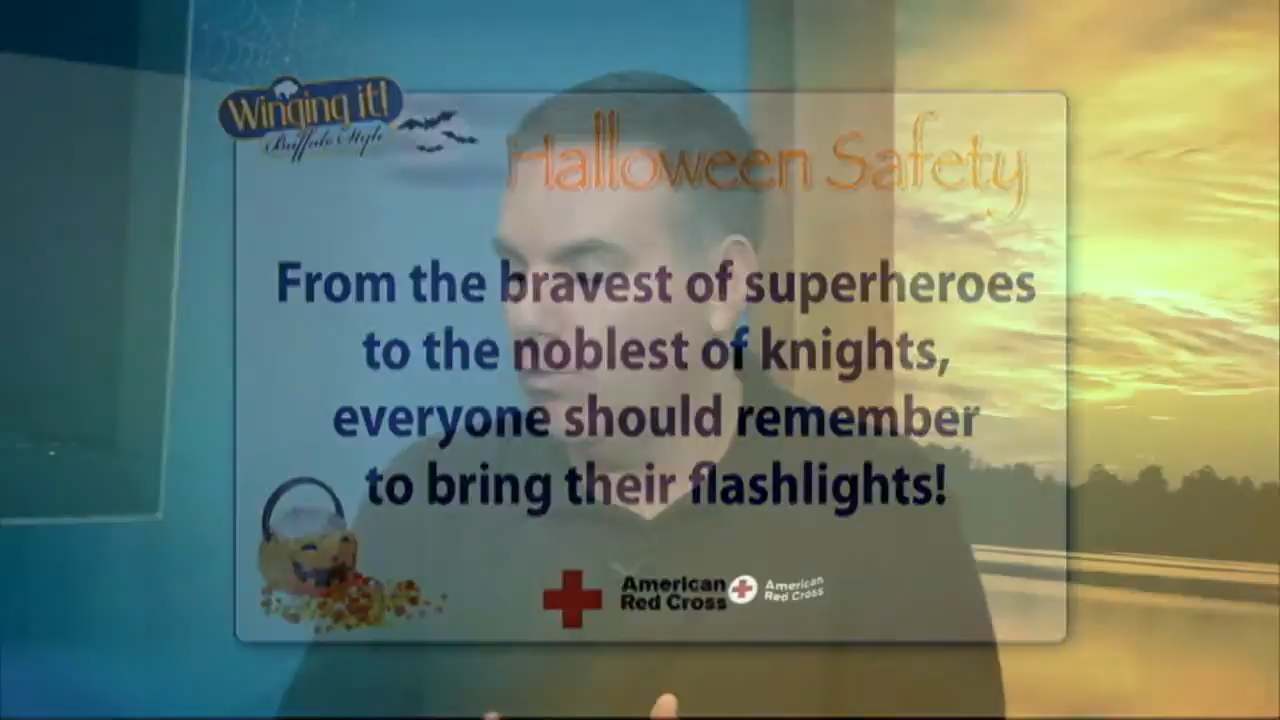 Winging it!
Buffalo Style
Halloween Safety
From the bravest of superheroes
to the noblest of knights,
everyone should remember
to bring their flashlights!
American
Red Cross
American
Red Cross